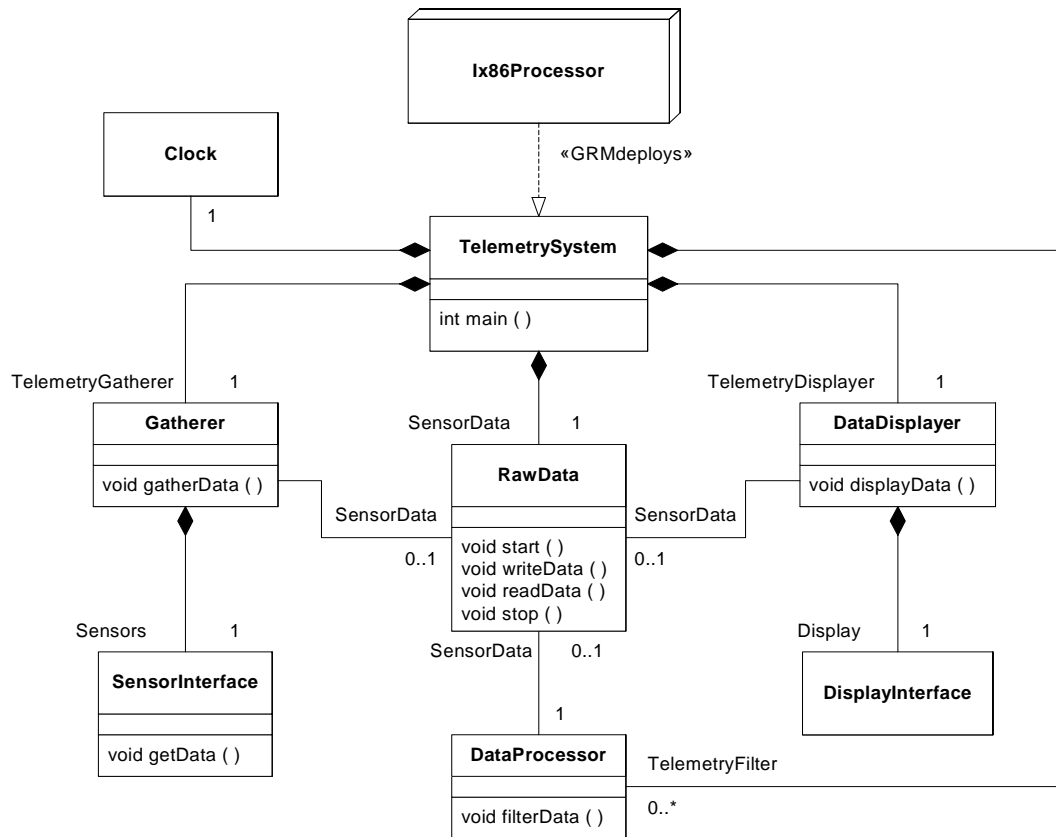 Ix86Processor
Clock
«GRMdeploys»
1
TelemetrySystem
int main ( )
TelemetryGatherer
1
TelemetryDisplayer
1
SensorData
1
Gatherer
void gatherData ( )
RawData
void start ( )
void writeData ( )
void readData ( )
void stop ( )
DataDisplayer
void displayData ( )
SensorData
0..1
SensorData
0..1
Sensors
1
SensorData
0..1
Display
1
SensorInterface
void getData ( )
DisplayInterface
1
DataProcessor
void filterData ( )
TelemetryFilter
0..*